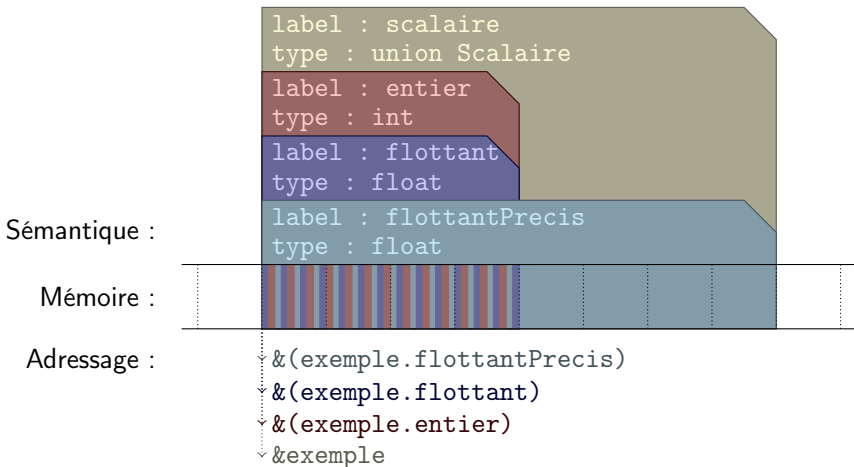 label : scalaire
type : union Scalaire
label : entier
type : int
label : flottant
type : float
label : flottantPrecis
type : float
Sémantique :
Mémoire :
Adressage :
&(exemple.flottantPrecis)
&(exemple.flottant)
&(exemple.entier)
&exemple